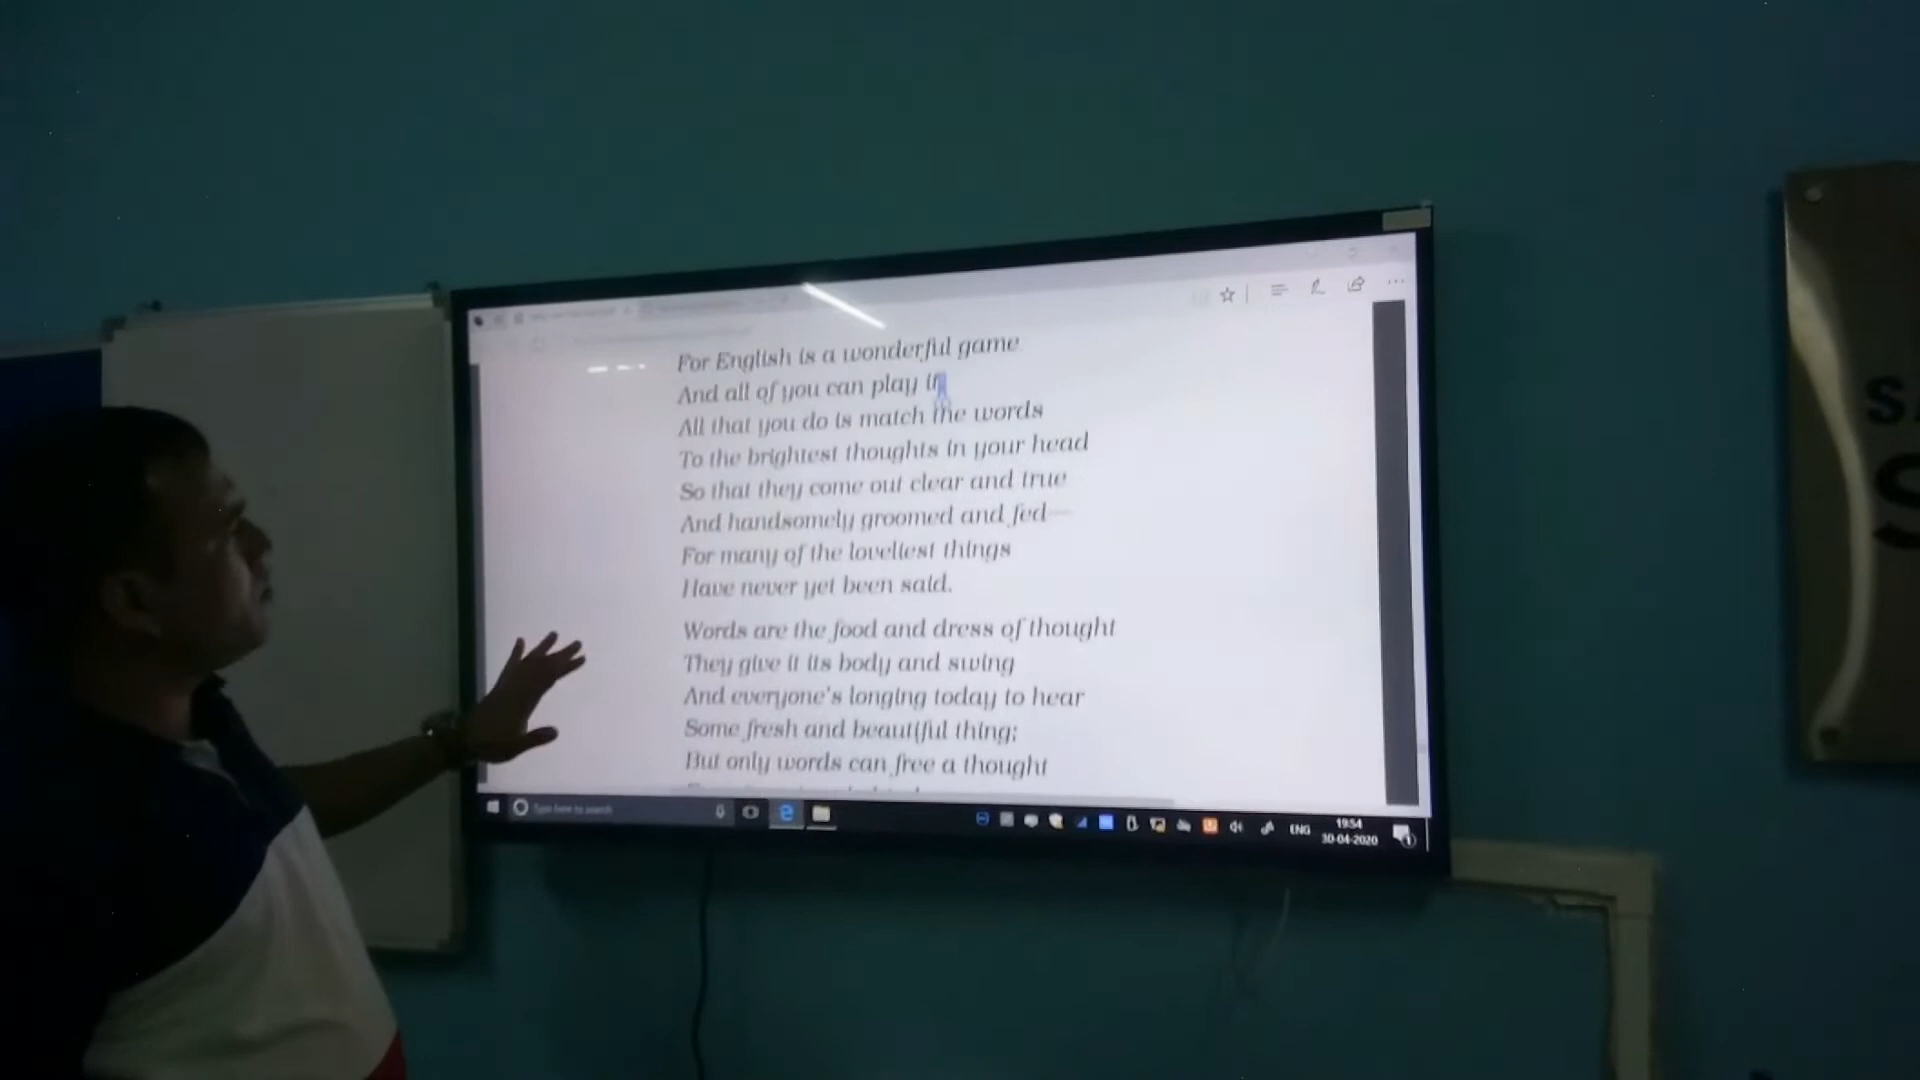 For English is a wonderful game
And all of you can play it.
All that you do is match the words
To the brightest thoughts in your head
So that they come out clear and true
And handsomely groomed and fed—
For many of the loveliest things
Have never yet been said.
Words are the food and dress of thought
They give it its body and swing
And everyone's longing today to hear
Some fresh and beautiful thing;
But only words can free a thought
Type here to search
ENG
19:54
30-04-2020